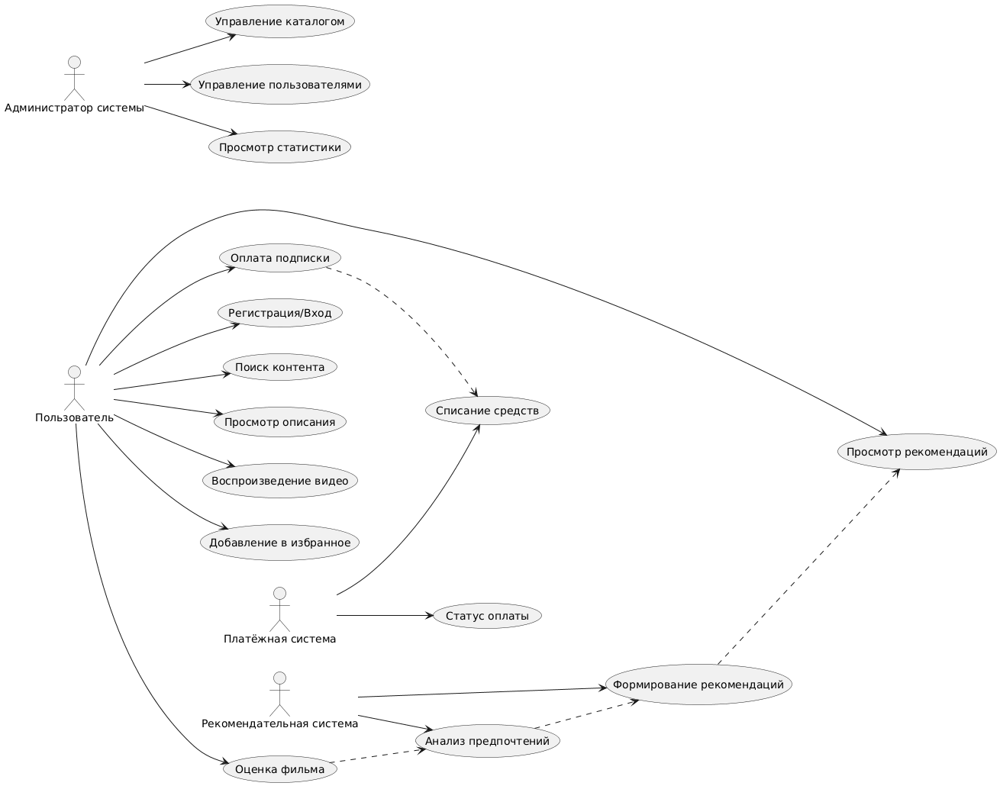 Управление каталогом
Администратор системы
Управление пользователями
Просмотр статистики
Оплата подписки
Регистрация/Вход
Поиск контента
Пользователь
Просмотр описания
Списание средств
Просмотр рекомендаций
Воспроизведение видео
Добавление в избранное
Платёжная система
Статус оплаты
Рекомендательная система
Формирование рекомендаций
Анализ предпочтений
Оценка фильма